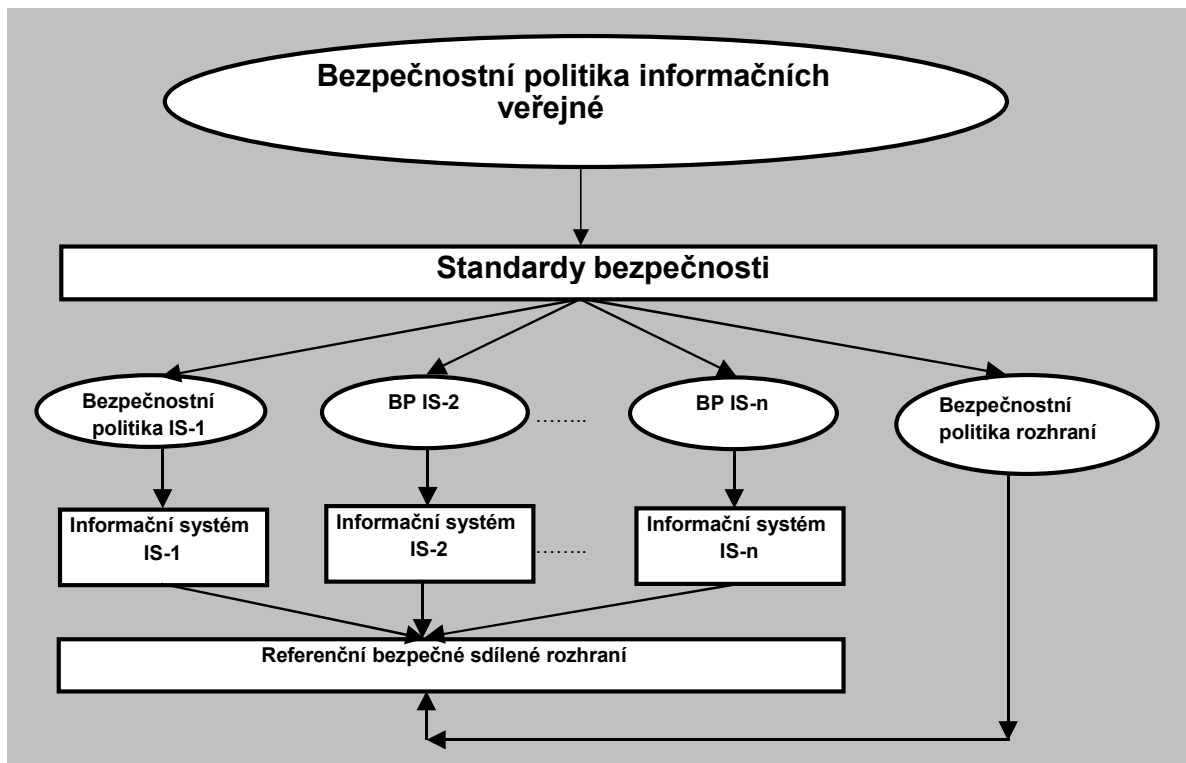 Bezpečnostní politika informačních
veřejné
Standardy bezpečnosti
Bezpečnostní
politika IS-1
BP IS-2
........
BP IS-n
Bezpečnostní
politika rozhraní
Informační systém
IS-1
Informační systém
IS-2
........
Informační systém
IS-n
Referenční bezpečné sdílené rozhraní